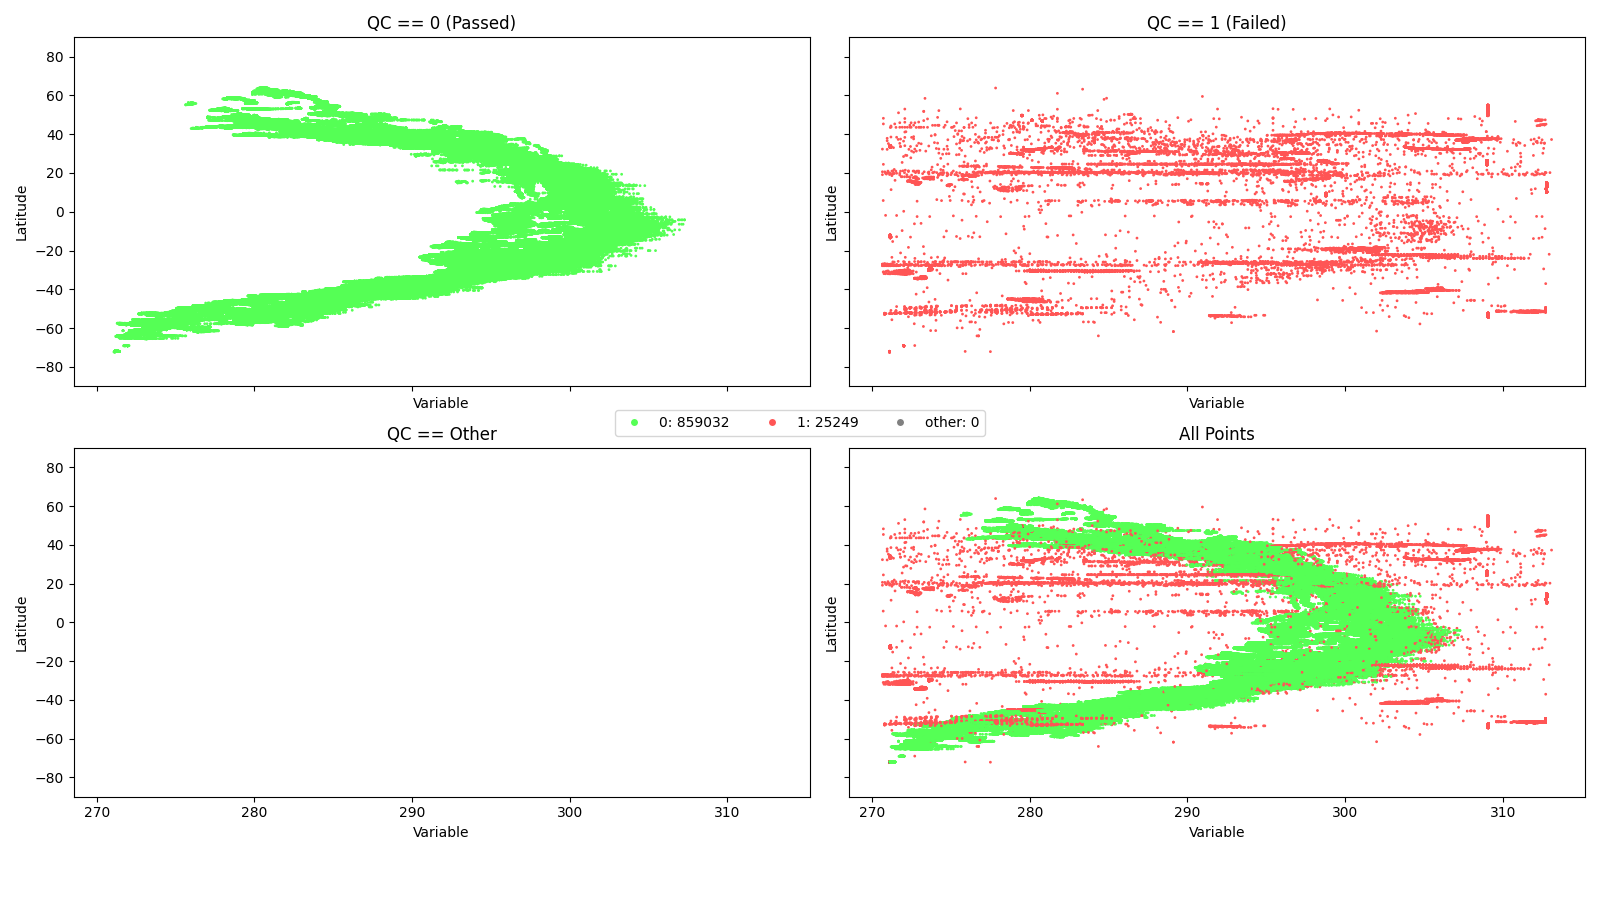 QC == 0 (Passed)
QC == 1 (Failed)
80
60
40
20
0
−20
−40
−60
−80
Latitude
Latitude
Variable
Variable
0: 859032 1: 25249 other: 0
QC == Other
All Points
80
60
40
20
0
−20
−40
−60
−80
Latitude
Latitude
270 280 290 300 310
270 280 290 300 310
Variable
Variable